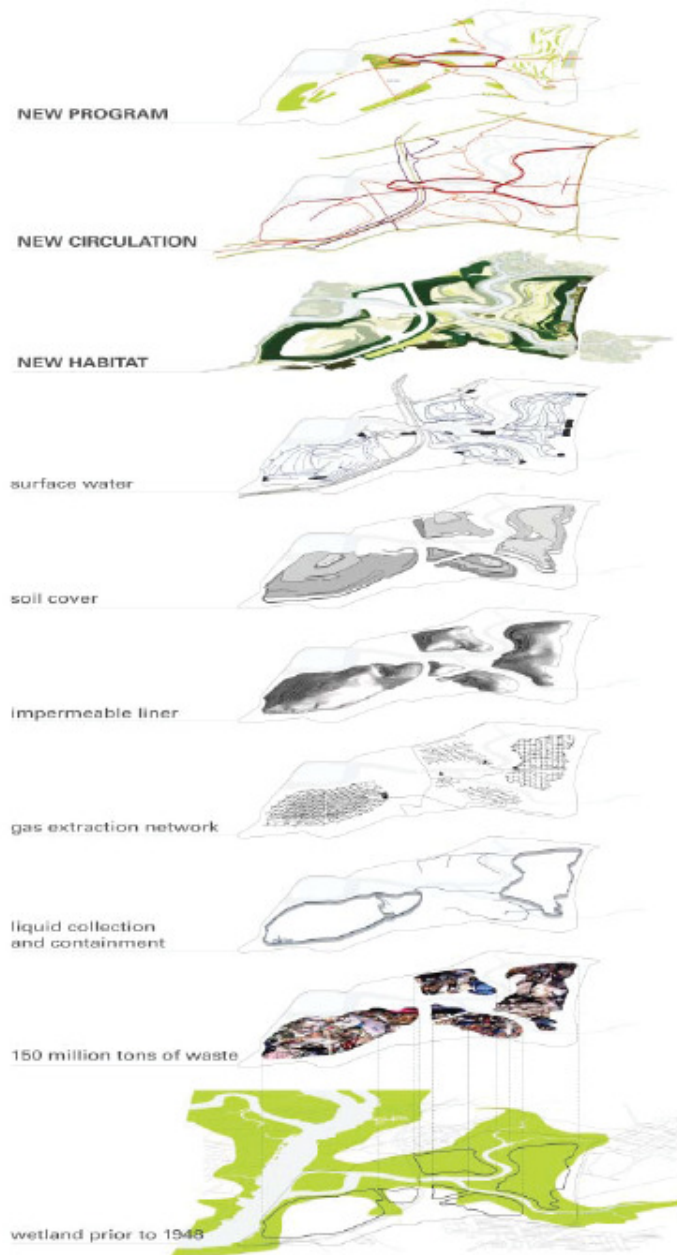 NEW PROGRAM
NEW CIRCULATION
NEW HABITAT
surface water
soil cover
impermeable liner
gas extraction network
liquid collection
and containment
150 million tons of waste
wetland prior to 1948